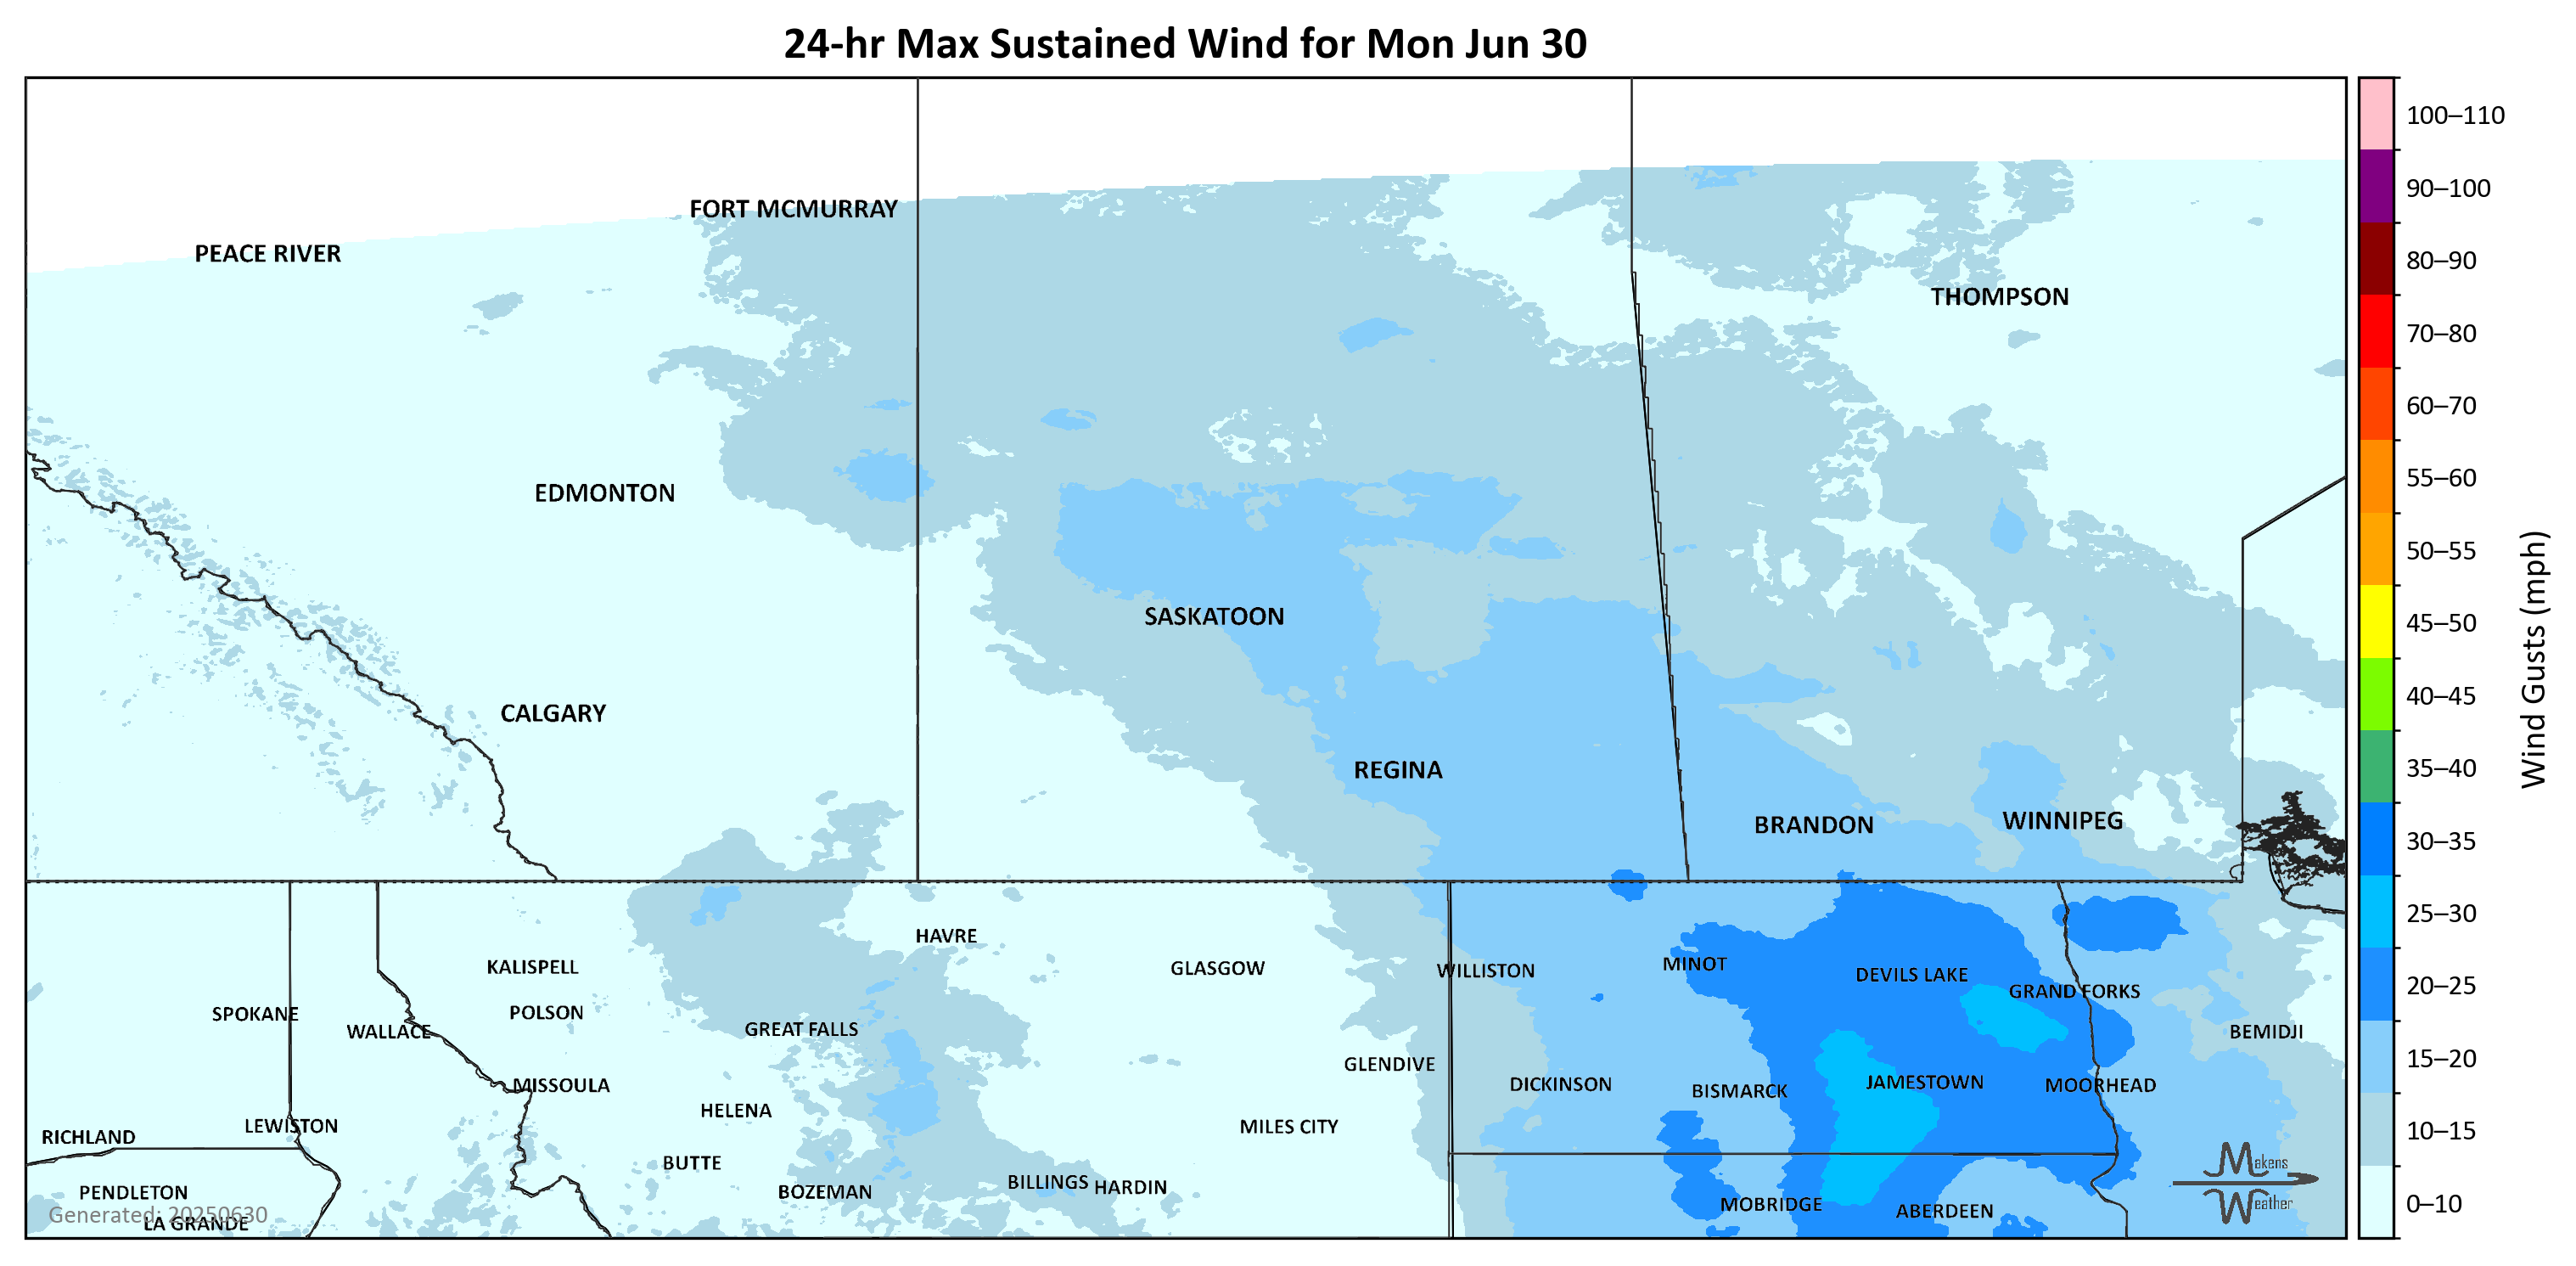 24-hr Max Sustained Wind for Mon Jun 30
100–110
FORT MCMURRAY
90–100
PEACE RIVER
80–90
THOMPSON
70–80
60–70
EDMONTON
55–60
50–55
SASKATOON
45–50
Wind Gusts (mph)
CALGARY
40–45
REGINA
35–40
BRANDON
WINNIPEG
30–35
25–30
HAVRE
KALISPELL
GLASGOW
WILLISTON
MINOT
DEVILS LAKE
20–25
GRAND FORKS
SPOKANE
POLSON
WALLACE
GREAT FALLS
BEMIDJI
15–20
GLENDIVE
MISSOULA
DICKINSON
BISMARCK
JAMESTOWN
MOORHEAD
HELENA
LEWISTON
MILES CITY
10–15
RICHLAND
BUTTE
Makens
Weather
PENDLETON
BOZEMAN
BILLINGS
HARDIN
MOBRIDGE
ABERDEEN
0–10
Generated: 20250630
LA GRANDE